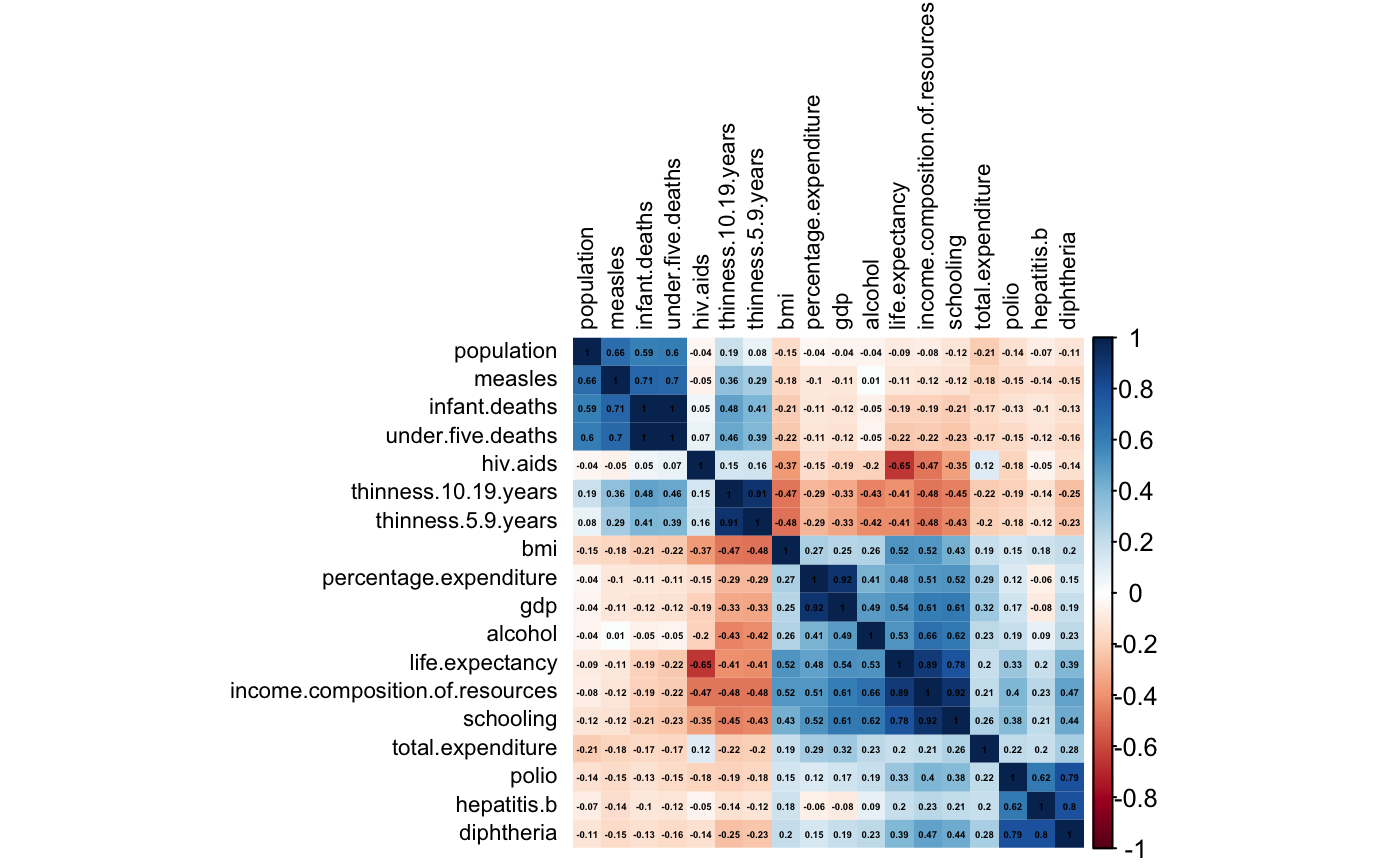 population measles infant.deaths under.five.deaths hiv.aids thinness.10.19.years thinness.5.9.years bmi percentage.expenditure gdp alcohol life.expectancy income.composition.of.resources schooling total.expenditure polio hepatitis.b diphtheria
population 1 0.66 0.59 0.6 -0.04 0.19 0.08 -0.15 -0.04 -0.04 -0.04 -0.09 -0.08 -0.12 -0.21 -0.14 -0.07 -0.11
measles 0.66 1 0.71 0.7 -0.05 0.36 0.29 -0.18 -0.1 -0.11 0.01 -0.11 -0.12 -0.12 -0.18 -0.15 -0.14 -0.15
infant.deaths 0.59 0.71 1 1 0.05 0.48 0.41 -0.21 -0.11 -0.12 -0.05 -0.19 -0.19 -0.21 -0.17 -0.13 -0.1 -0.13
under.five.deaths 0.6 0.7 1 1 0.07 0.46 0.39 -0.22 -0.11 -0.12 -0.05 -0.22 -0.22 -0.23 -0.17 -0.15 -0.12 -0.16
hiv.aids -0.04 -0.05 0.05 0.07 1 0.15 0.16 -0.37 -0.15 -0.19 -0.2 -0.65 -0.47 -0.35 0.12 -0.18 -0.05 -0.14
thinness.10.19.years 0.19 0.36 0.48 0.46 0.15 1 0.91 -0.47 -0.29 -0.33 -0.43 -0.41 -0.48 -0.45 -0.22 -0.19 -0.14 -0.25
thinness.5.9.years 0.08 0.29 0.41 0.39 0.16 0.91 1 -0.48 -0.29 -0.33 -0.42 -0.41 -0.48 -0.43 -0.2 -0.18 -0.12 -0.23
bmi -0.15 -0.18 -0.21 -0.22 -0.37 -0.47 -0.48 1 0.27 0.25 0.26 0.52 0.52 0.43 0.19 0.15 0.18 0.2
percentage.expenditure -0.04 -0.1 -0.11 -0.11 -0.15 -0.29 -0.29 0.27 1 0.92 0.41 0.48 0.51 0.52 0.29 0.12 -0.06 0.15
gdp -0.04 -0.11 -0.12 -0.12 -0.19 -0.33 -0.33 0.25 0.92 1 0.49 0.54 0.61 0.61 0.32 0.17 -0.08 0.19
alcohol -0.04 0.01 -0.05 -0.05 -0.2 -0.43 -0.42 0.26 0.41 0.49 1 0.53 0.66 0.62 0.23 0.19 0.09 0.23
life.expectancy -0.09 -0.11 -0.19 -0.22 -0.65 -0.41 -0.41 0.52 0.48 0.54 0.53 1 0.89 0.78 0.2 0.33 0.2 0.39
income.composition.of.resources -0.08 -0.12 -0.19 -0.22 -0.47 -0.48 -0.48 0.52 0.51 0.61 0.66 0.89 1 0.92 0.21 0.4 0.23 0.47
schooling -0.12 -0.12 -0.21 -0.23 -0.35 -0.45 -0.43 0.43 0.52 0.61 0.62 0.78 0.92 1 0.26 0.38 0.21 0.44
total.expenditure -0.21 -0.18 -0.17 -0.17 0.12 -0.22 -0.2 0.19 0.29 0.32 0.23 0.2 0.21 0.26 1 0.22 0.2 0.28
polio -0.14 -0.15 -0.13 -0.15 -0.18 -0.19 -0.18 0.15 0.12 0.17 0.19 0.33 0.4 0.38 0.22 1 0.62 0.79
hepatitis.b -0.07 -0.14 -0.1 -0.12 -0.05 -0.14 -0.12 0.18 -0.06 -0.08 0.09 0.2 0.23 0.21 0.2 0.62 1 0.8
diphtheria -0.11 -0.15 -0.13 -0.16 -0.14 -0.25 -0.23 0.2 0.15 0.19 0.23 0.39 0.47 0.44 0.28 0.79 0.8 1
1
0.8
0.6
0.4
0.2
0
-0.2
-0.4
-0.6
-0.8
-1